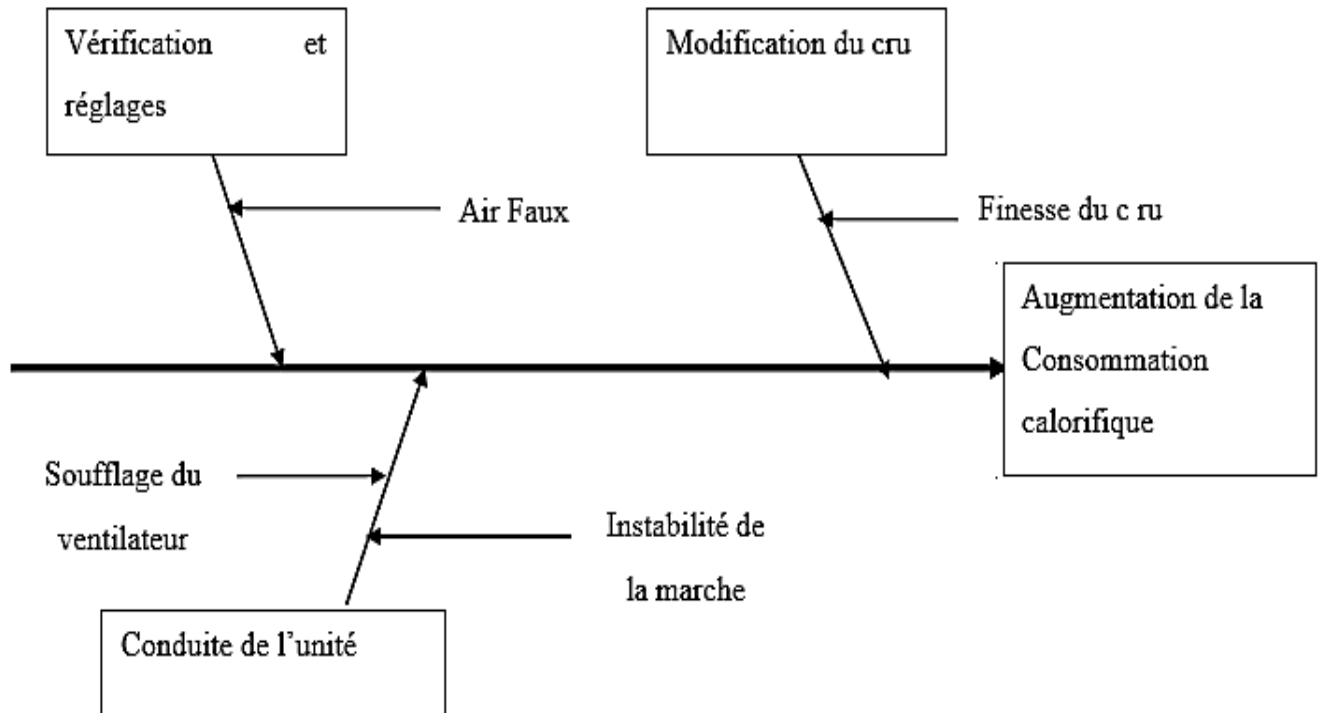 Vérification et
réglages
Modification du cru
Air Faux
Finesse du c ru
Augmentation de la
Consommation
calorifique
Soufflage du
ventilateur
Instabilité de
la marche
Conduite de l’unité